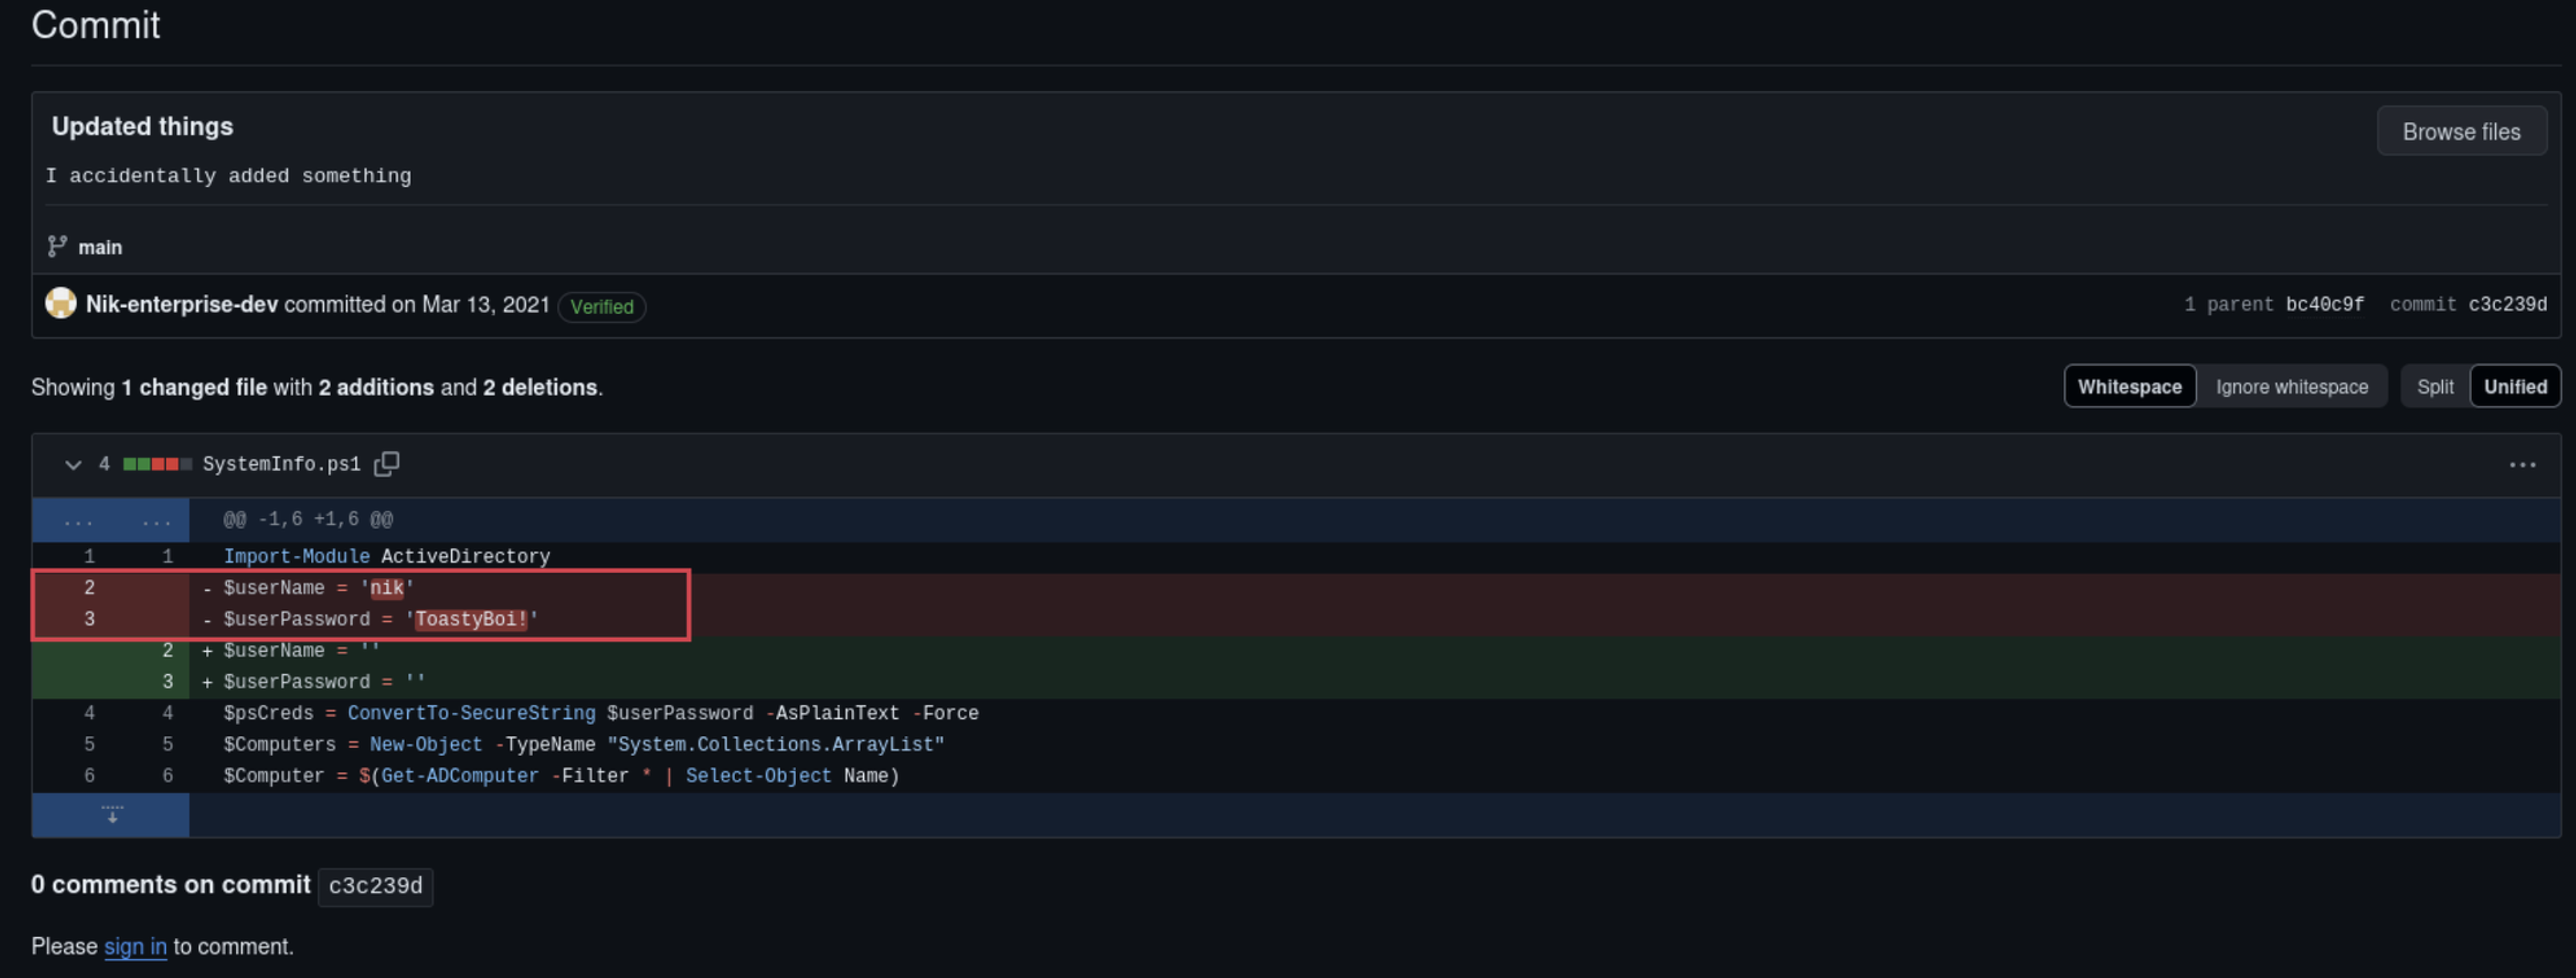 Commit
Updated things
Browse files
I accidentally added something
main
Nik-enterprise-dev committed on Mar 13, 2021 Verified 1 parent bc40c9f commit c3c239d
Showing 1 changed file with 2 additions and 2 deletions. Whitespace Ignore whitespace Split Unified
4 SystemInfo.ps1 ...
... ... @@ -1,6 +1,6 @@
1 1 Import-Module ActiveDirectory
2 - $userName = 'nik'
3 - $userPassword = 'ToastyBoi!'
2 + $userName = ''
3 + $userPassword = ''
4 4 $psCreds = ConvertTo-SecureString $userPassword -AsPlainText -Force
5 5 $Computers = New-Object -TypeName "System.Collections.ArrayList"
6 6 $Computer = $(Get-ADComputer -Filter * | Select-Object Name)
0 comments on commit c3c239d
Please sign in to comment.